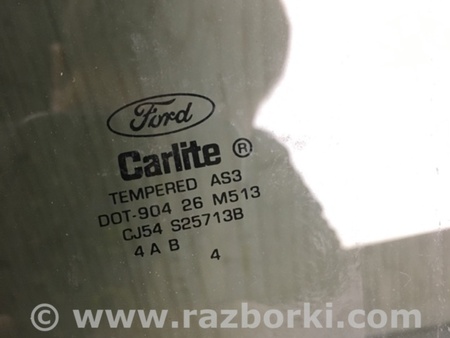 Ford
Carlite ®
TEMPERED AS3
DOT-904 26 M513
CJ54 S25713B
4 A B 4
© www.razborki.com